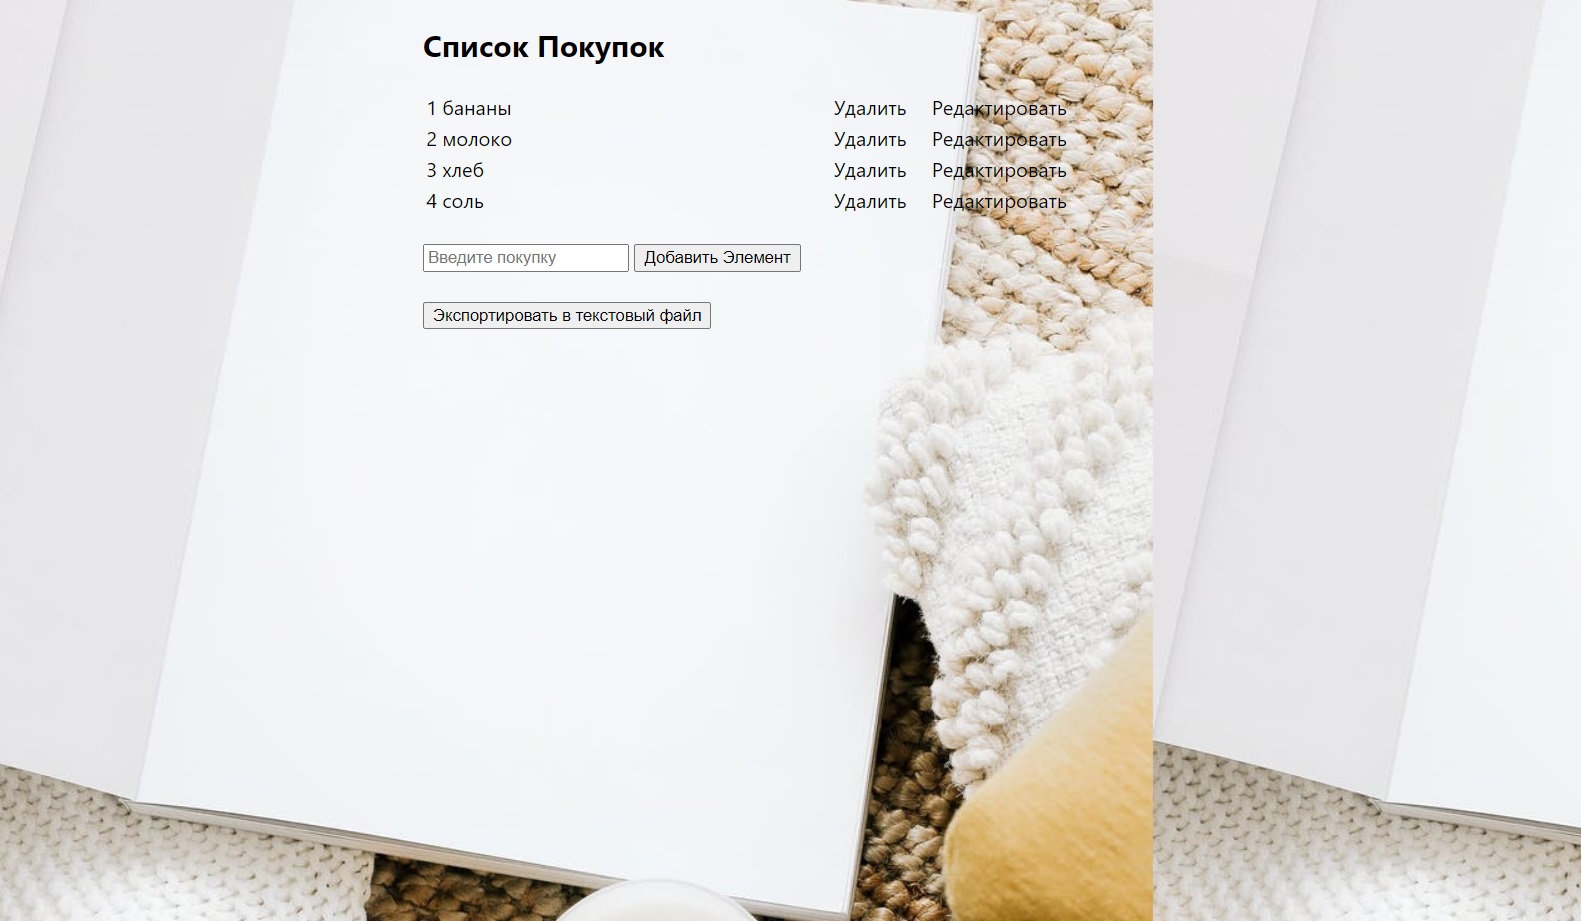 Список Покупок
1 бананы Удалить Редактировать
2 молоко Удалить Редактировать
3 хлеб Удалить Редактировать
4 соль Удалить Редактировать
Введите покупку Добавить Элемент
Экспортировать в текстовый файл